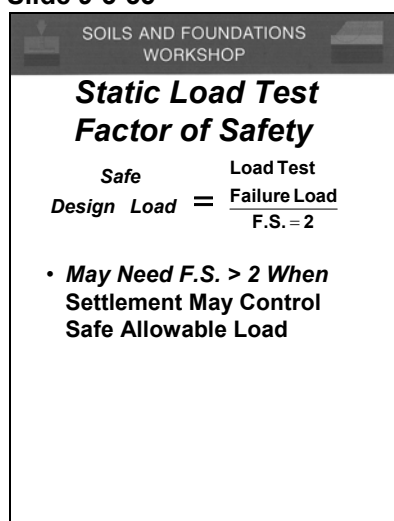 SOILS AND FOUNDATIONS
WORKSHOP
Static Load Test
Factor of Safety
Safe
Design Load = Load Test
Failure Load
F.S. = 2
• May Need F.S. > 2 When
Settlement May Control
Safe Allowable Load